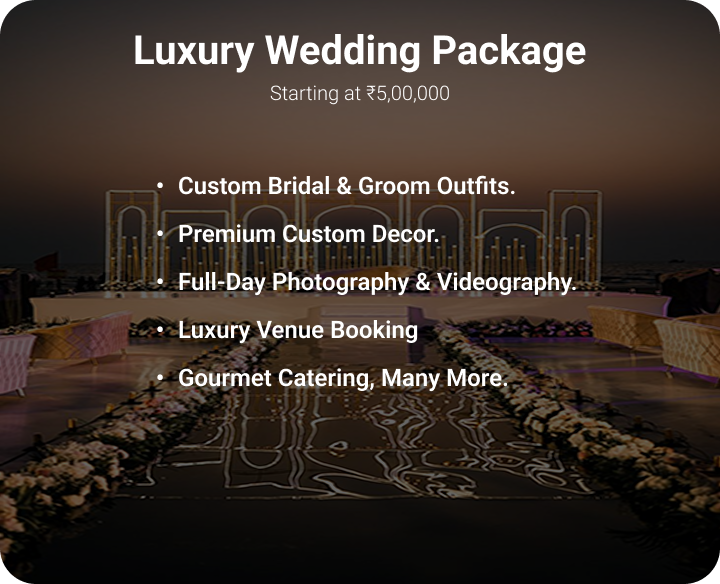 Luxury Wedding Package
Starting at ₹5,00,000
• Custom Bridal & Groom Outfits.
• Premium Custom Decor.
• Full-Day Photography & Videography.
• Luxury Venue Booking
• Gourmet Catering, Many More.